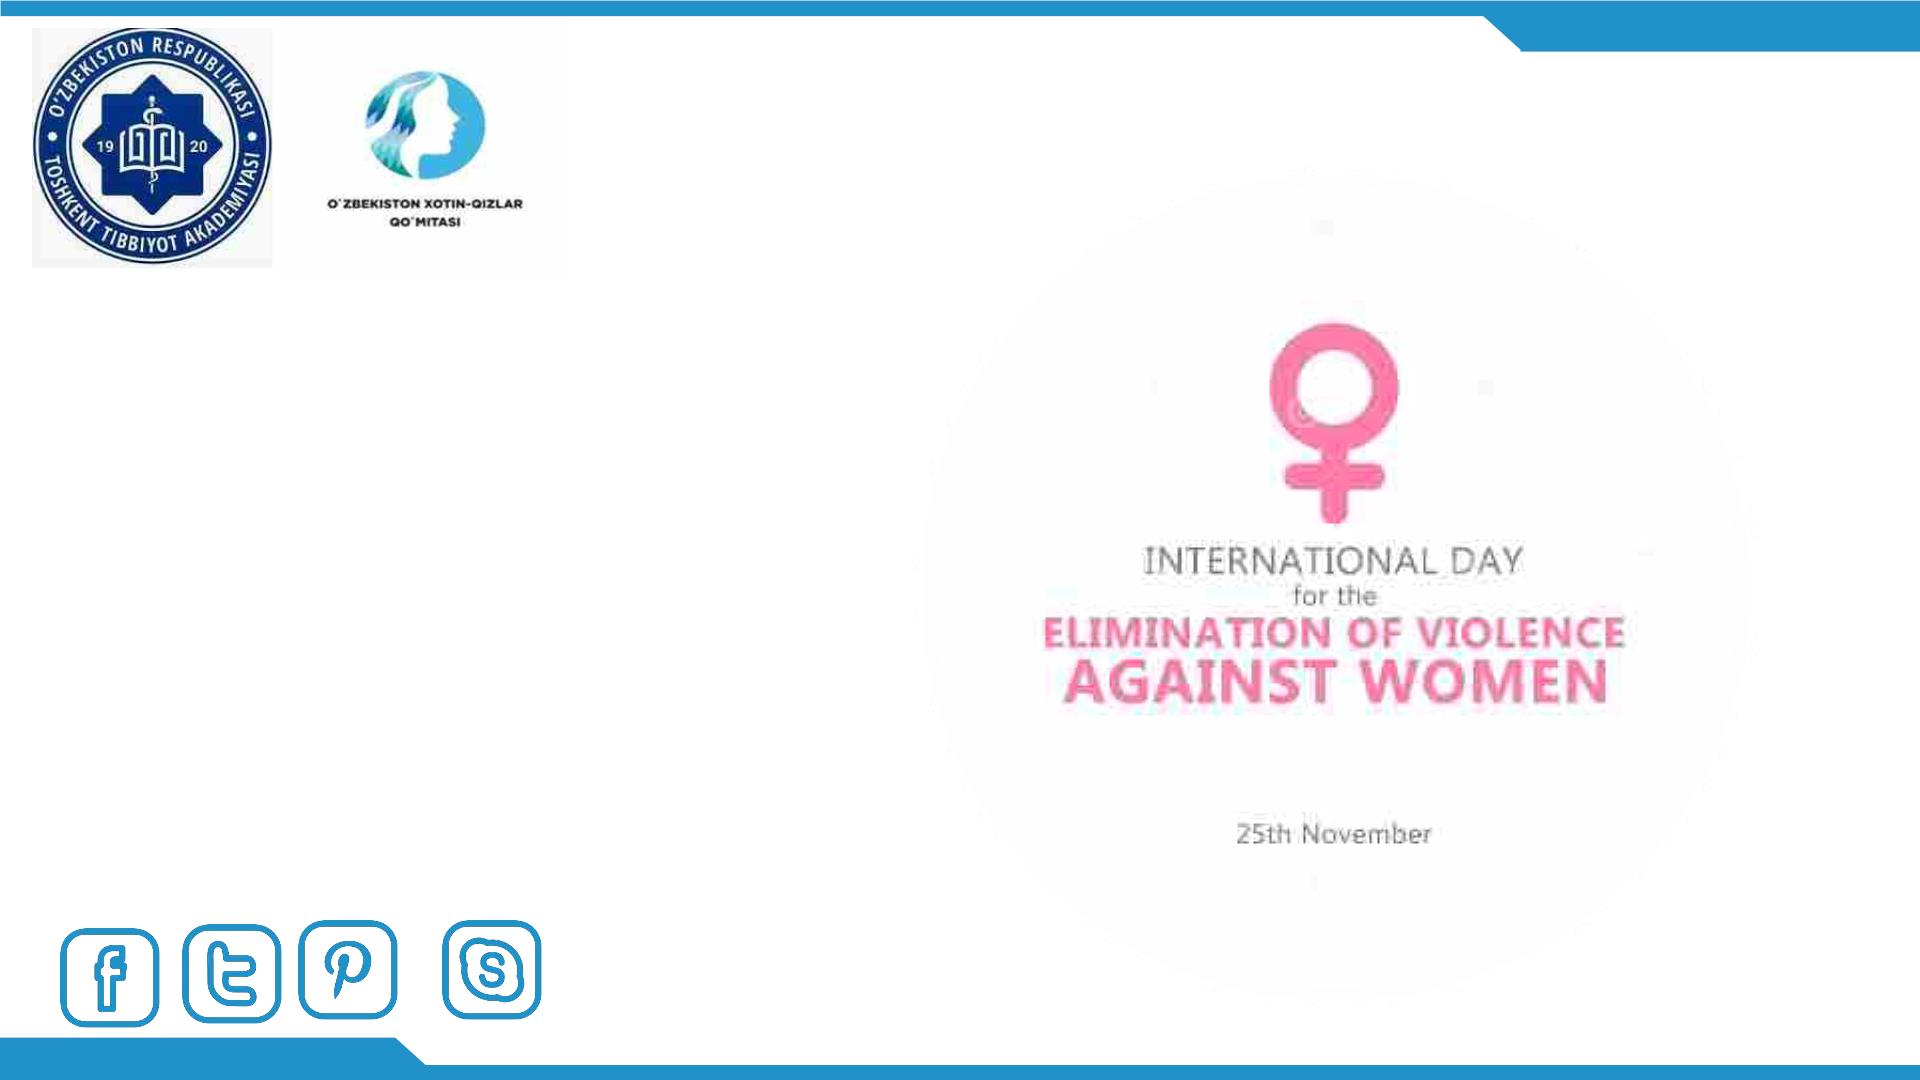 O'ZBEKISTON RESPUBLIKASI
19 20
TOSHKENT TIBBIYOT AKADEMIYASI
O'ZBEKISTON XOTIN-QIZLAR
QO'MITASI
INTERNATIONAL DAY
for the
ELIMINATION OF VIOLENCE
AGAINST WOMEN
25th November